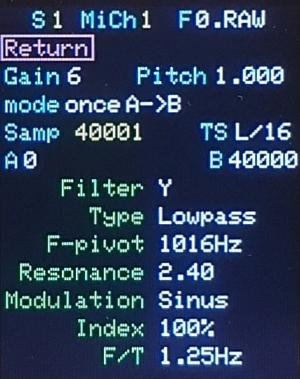 S1 MiCh1 F0.RAW
Return
Gain 6 Pitch 1.000
mode once A->B
Samp 40001 TS L/16
A 0 B 40000
Filter Y
Type Lowpass
F-pivot 1016Hz
Resonance 2.40
Modulation Sinus
Index 100%
F/T 1.25Hz